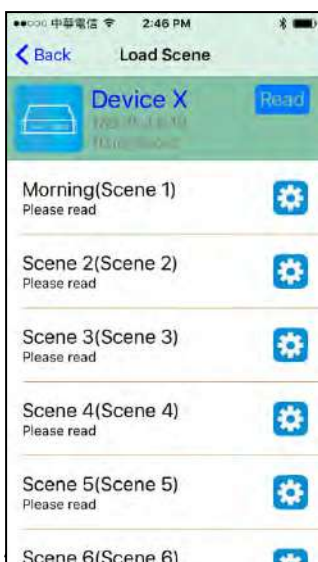 中華電信
2:46 PM
Back
Load Scene
Device X
Read
Morning(Scene 1)
Please read
Scene 2(Scene 2)
Please read
Scene 3(Scene 3)
Please read
Scene 4(Scene 4)
Please read
Scene 5(Scene 5)
Please read
Scene 6(Scene 6)